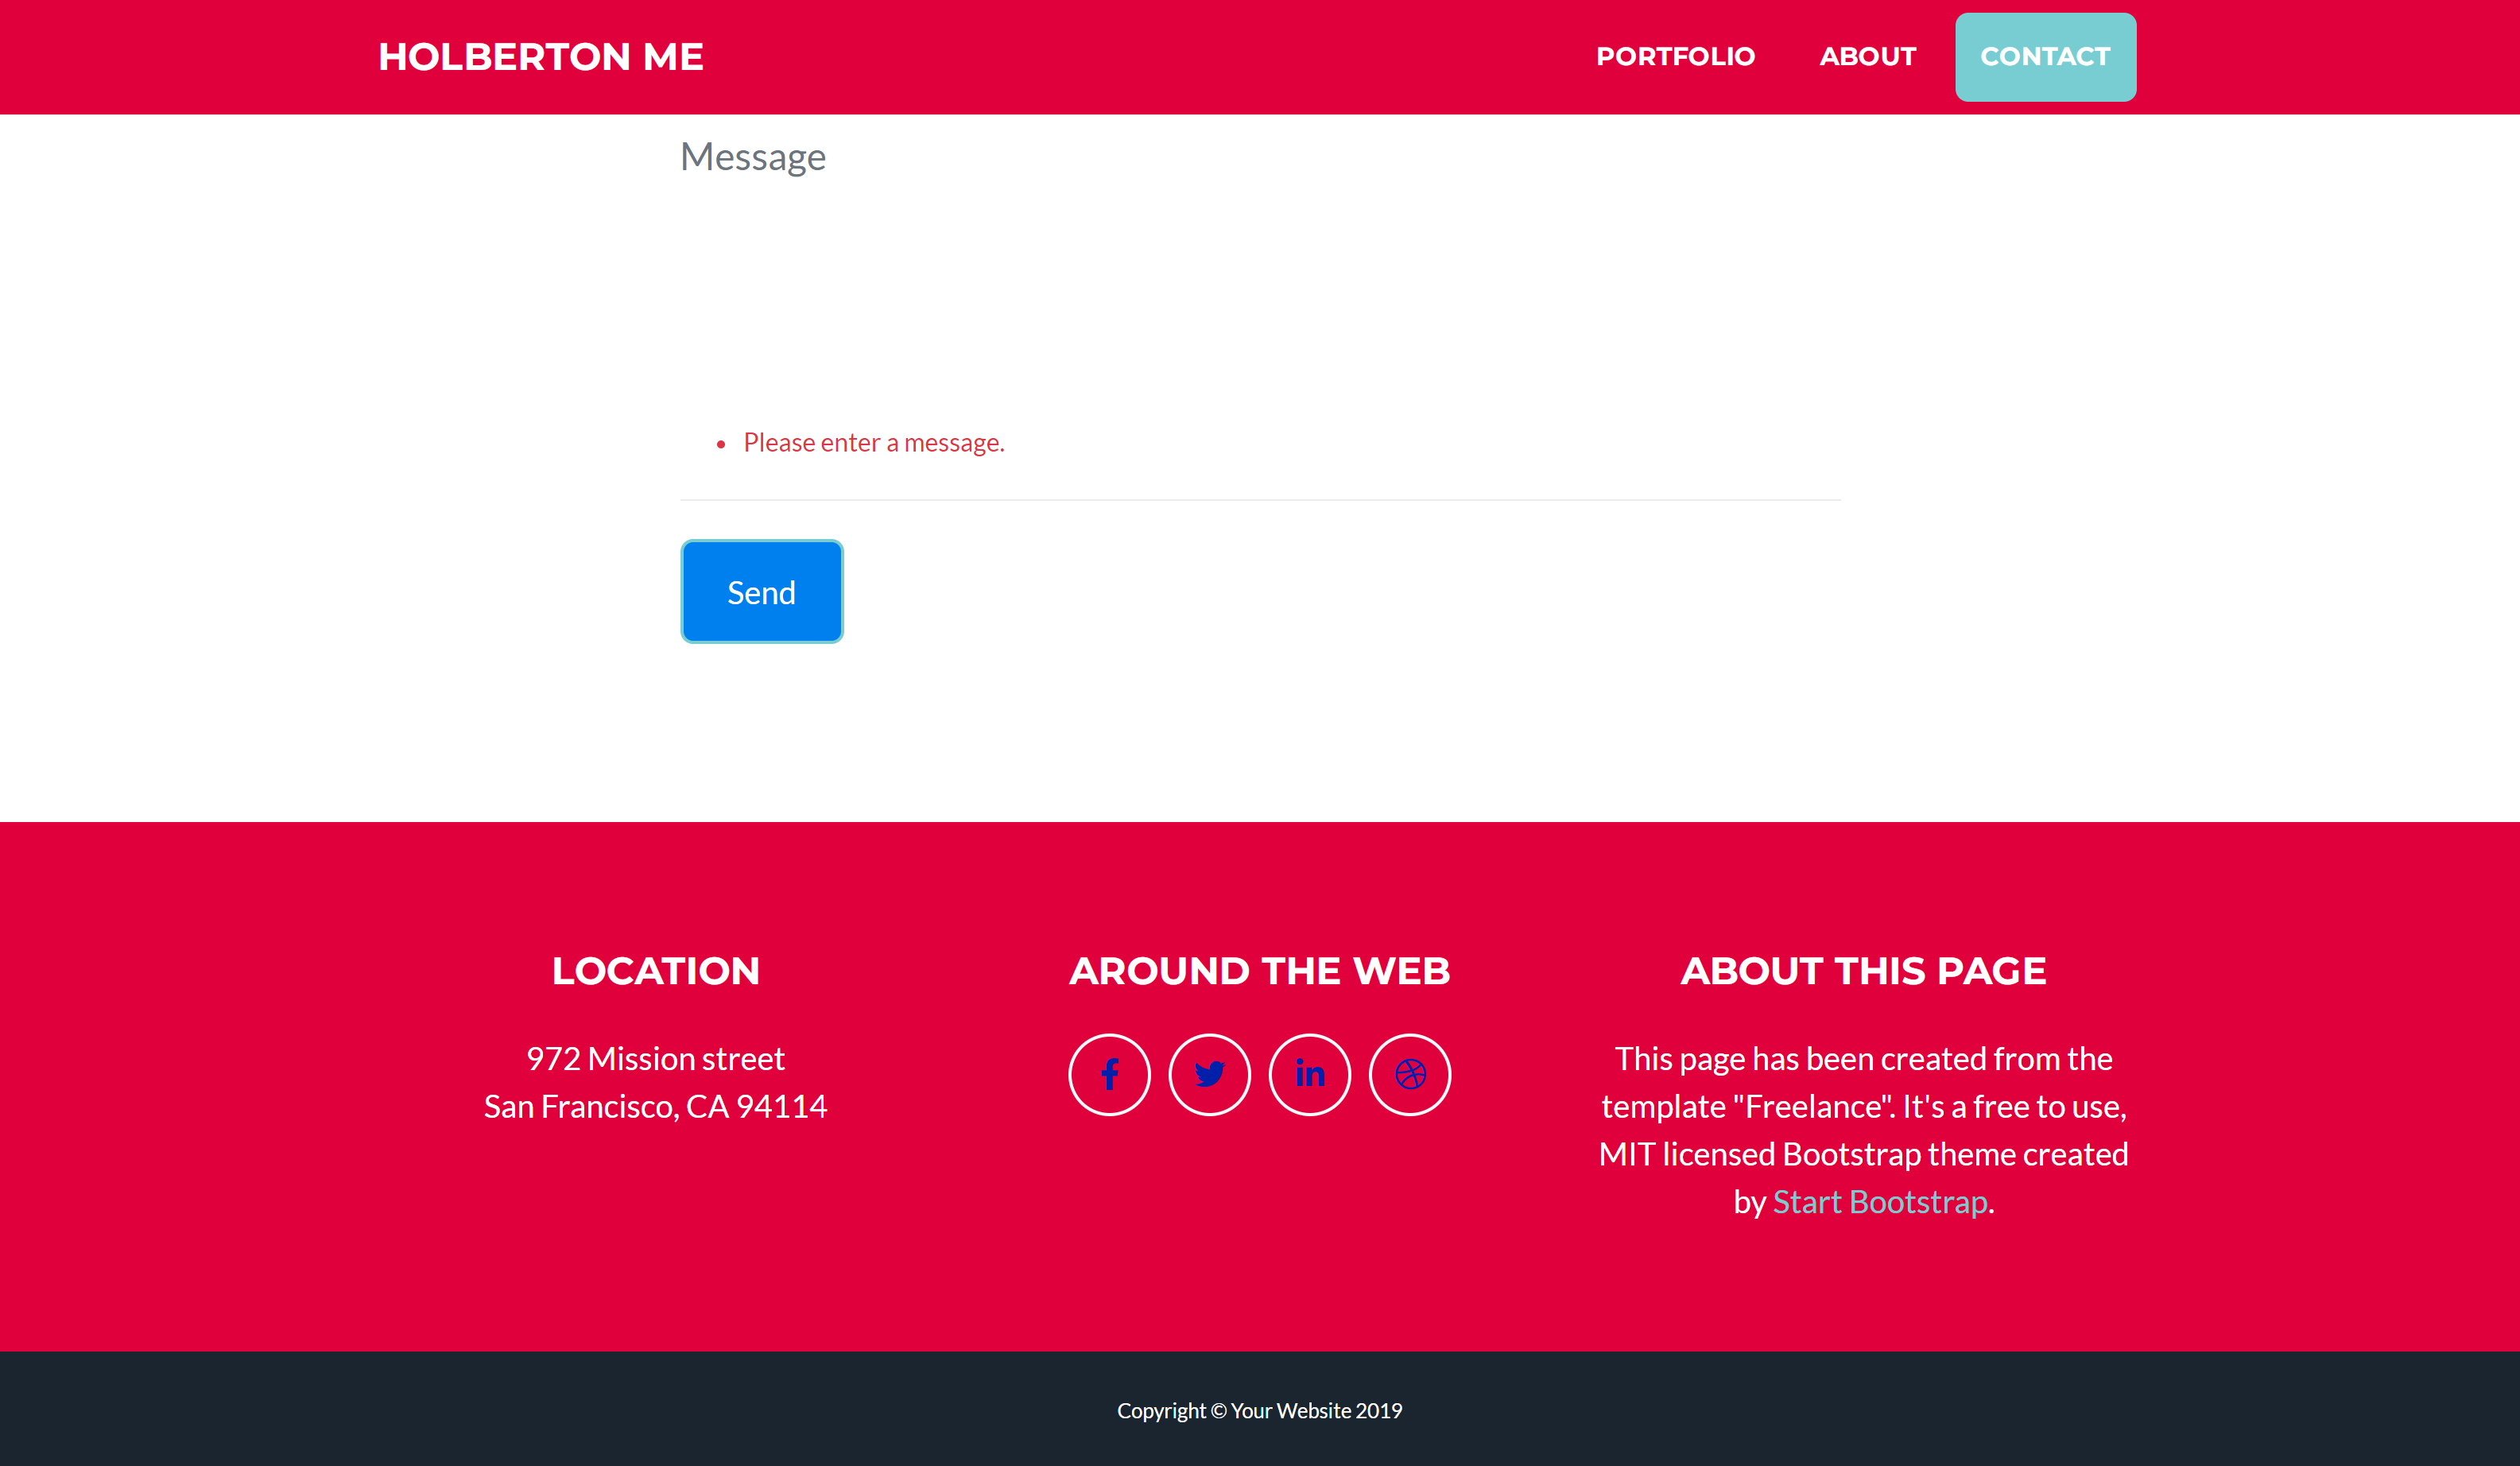 HOLBERTON ME
PORTFOLIO
ABOUT
CONTACT
Message
Please enter a message.
Send
LOCATION
972 Mission street
San Francisco, CA 94114
AROUND THE WEB
ABOUT THIS PAGE
This page has been created from the
template "Freelance". It's a free to use,
MIT licensed Bootstrap theme created
by Start Bootstrap.
Copyright © Your Website 2019